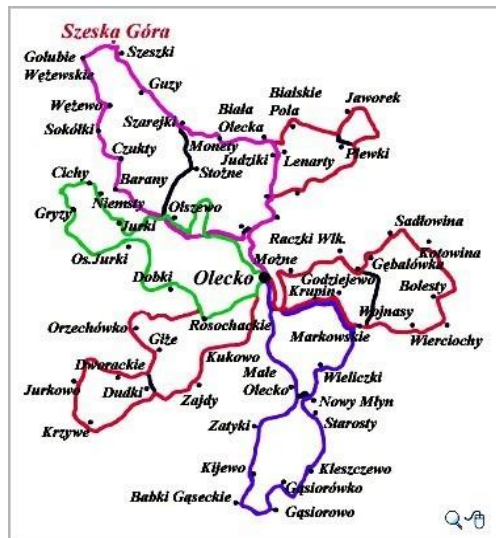 Szeska Góra
Gołubie
Wężewskie
Szeszki
Guzy
Wężewo
Sokółki
Szarejki
Biała
Olecka
Bialskie
Pola
Jaworek
Czukty
Monety
Judziki
Lenarty
Plewki
Stożne
Cichy
Barany
Niemsty
Gryzy
Jurki
Olszewo
Os.Jurki
Możne
Raczki Wlk.
Sadłowina
Kotowina
Gębalówka
Godziejewo
Olecko
Dobki
Krupin
Bolesty
Wojnasy
Wierciochy
Rosochackie
Markowskie
Orzechówko
Giże
Kukowo
Dworackie
Małe
Olecko
Wieliczki
Jurkowo
Dudki
Zajdy
Nowy Młyn
Starosty
Krzywe
Zatyki
Kijewo
Kleszczewo
Gąsiorówko
Babki Gąseckie
Gąsiorowo